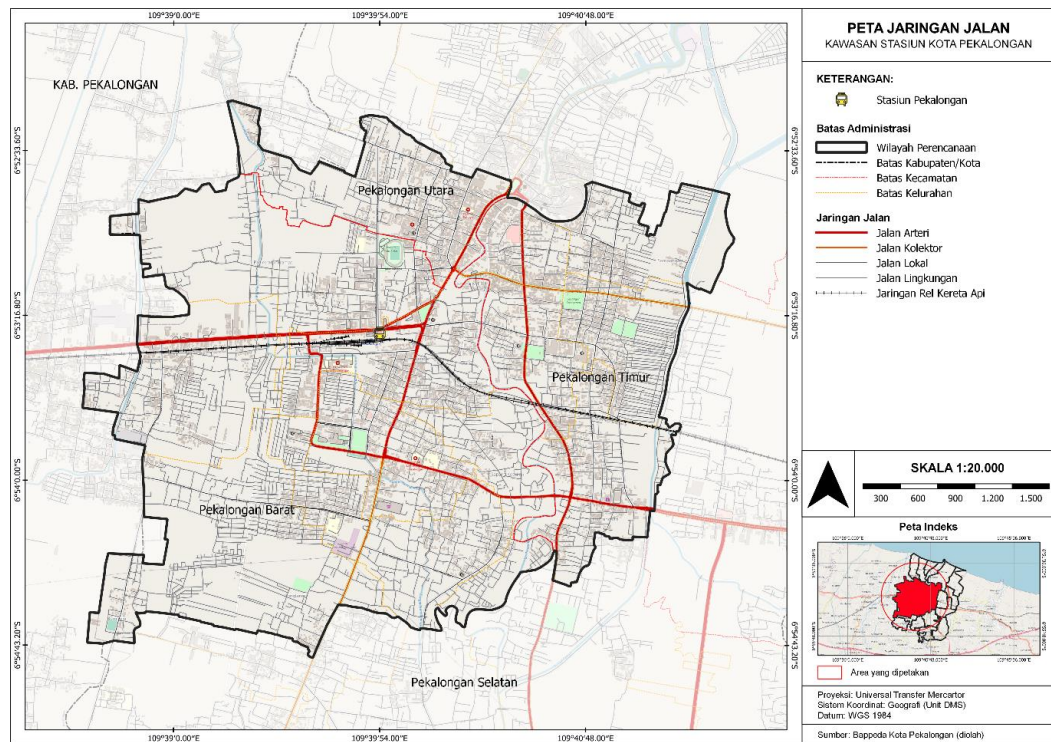 109°39'0.00"E
109°39'54.00"E
109°40'48.00"E
KAB. PEKALONGAN
Pekalongan Utara
Pekalongan Timur
Pekalongan Barat
Pekalongan Selatan
6°52'33.60"S
6°53'16.80"S
6°54'0.00"S
6°54'43.20"S
6°52'33.60"S
6°53'16.80"S
6°54'0.00"S
6°54'43.20"S
109°39'0.00"E
109°39'54.00"E
109°40'48.00"E
PETA JARINGAN JALAN
KAWASAN STASIUN KOTA PEKALONGAN
KETERANGAN:
Stasiun Pekalongan
Batas Administrasi
Wilayah Perencanaan
Batas Kabupaten/Kota
Batas Kecamatan
Batas Kelurahan
Jaringan Jalan
Jalan Arteri
Jalan Kolektor
Jalan Lokal
Jalan Lingkungan
Jaringan Rel Kereta Api
SKALA 1:20.000
300 600 900 1.200 1.500
Peta Indeks
Area yang dipetakan
Proyeksi: Universal Transfer Mercartor
Sistom Koordinat: Geografi (Unit DMS)
Datum: WGS 1984
Sumber: Bappoda Kota Pekalongan (diolah)